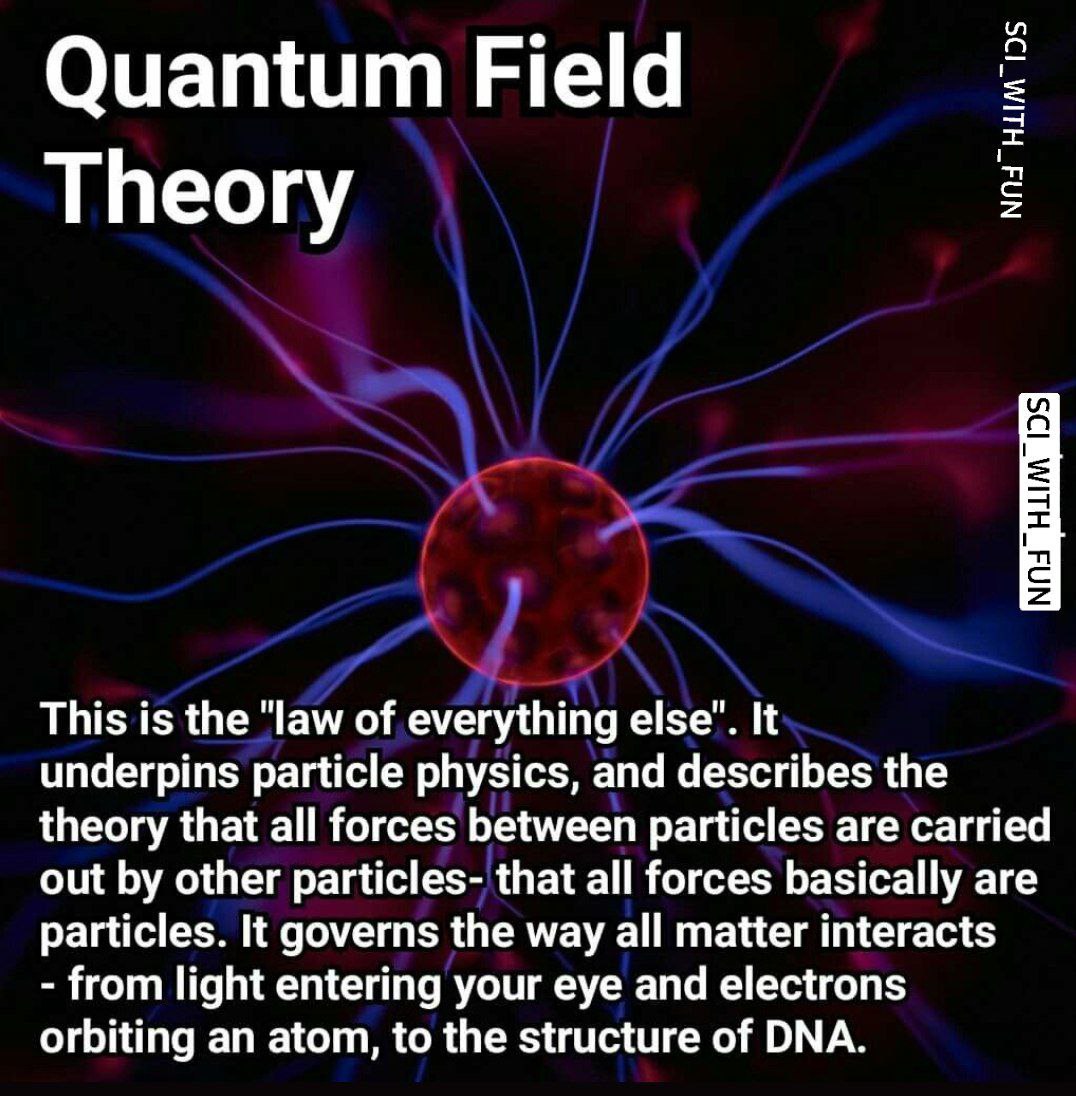 Quantum Field
Theory
SCI_WITH_FUN
SCI_WITH_FUN
This is the "law of everything else". It
underpins particle physics, and describes the
theory that all forces between particles are carried
out by other particles- that all forces basically are
particles. It governs the way all matter interacts
- from light entering your eye and electrons
orbiting an atom, to the structure of DNA.